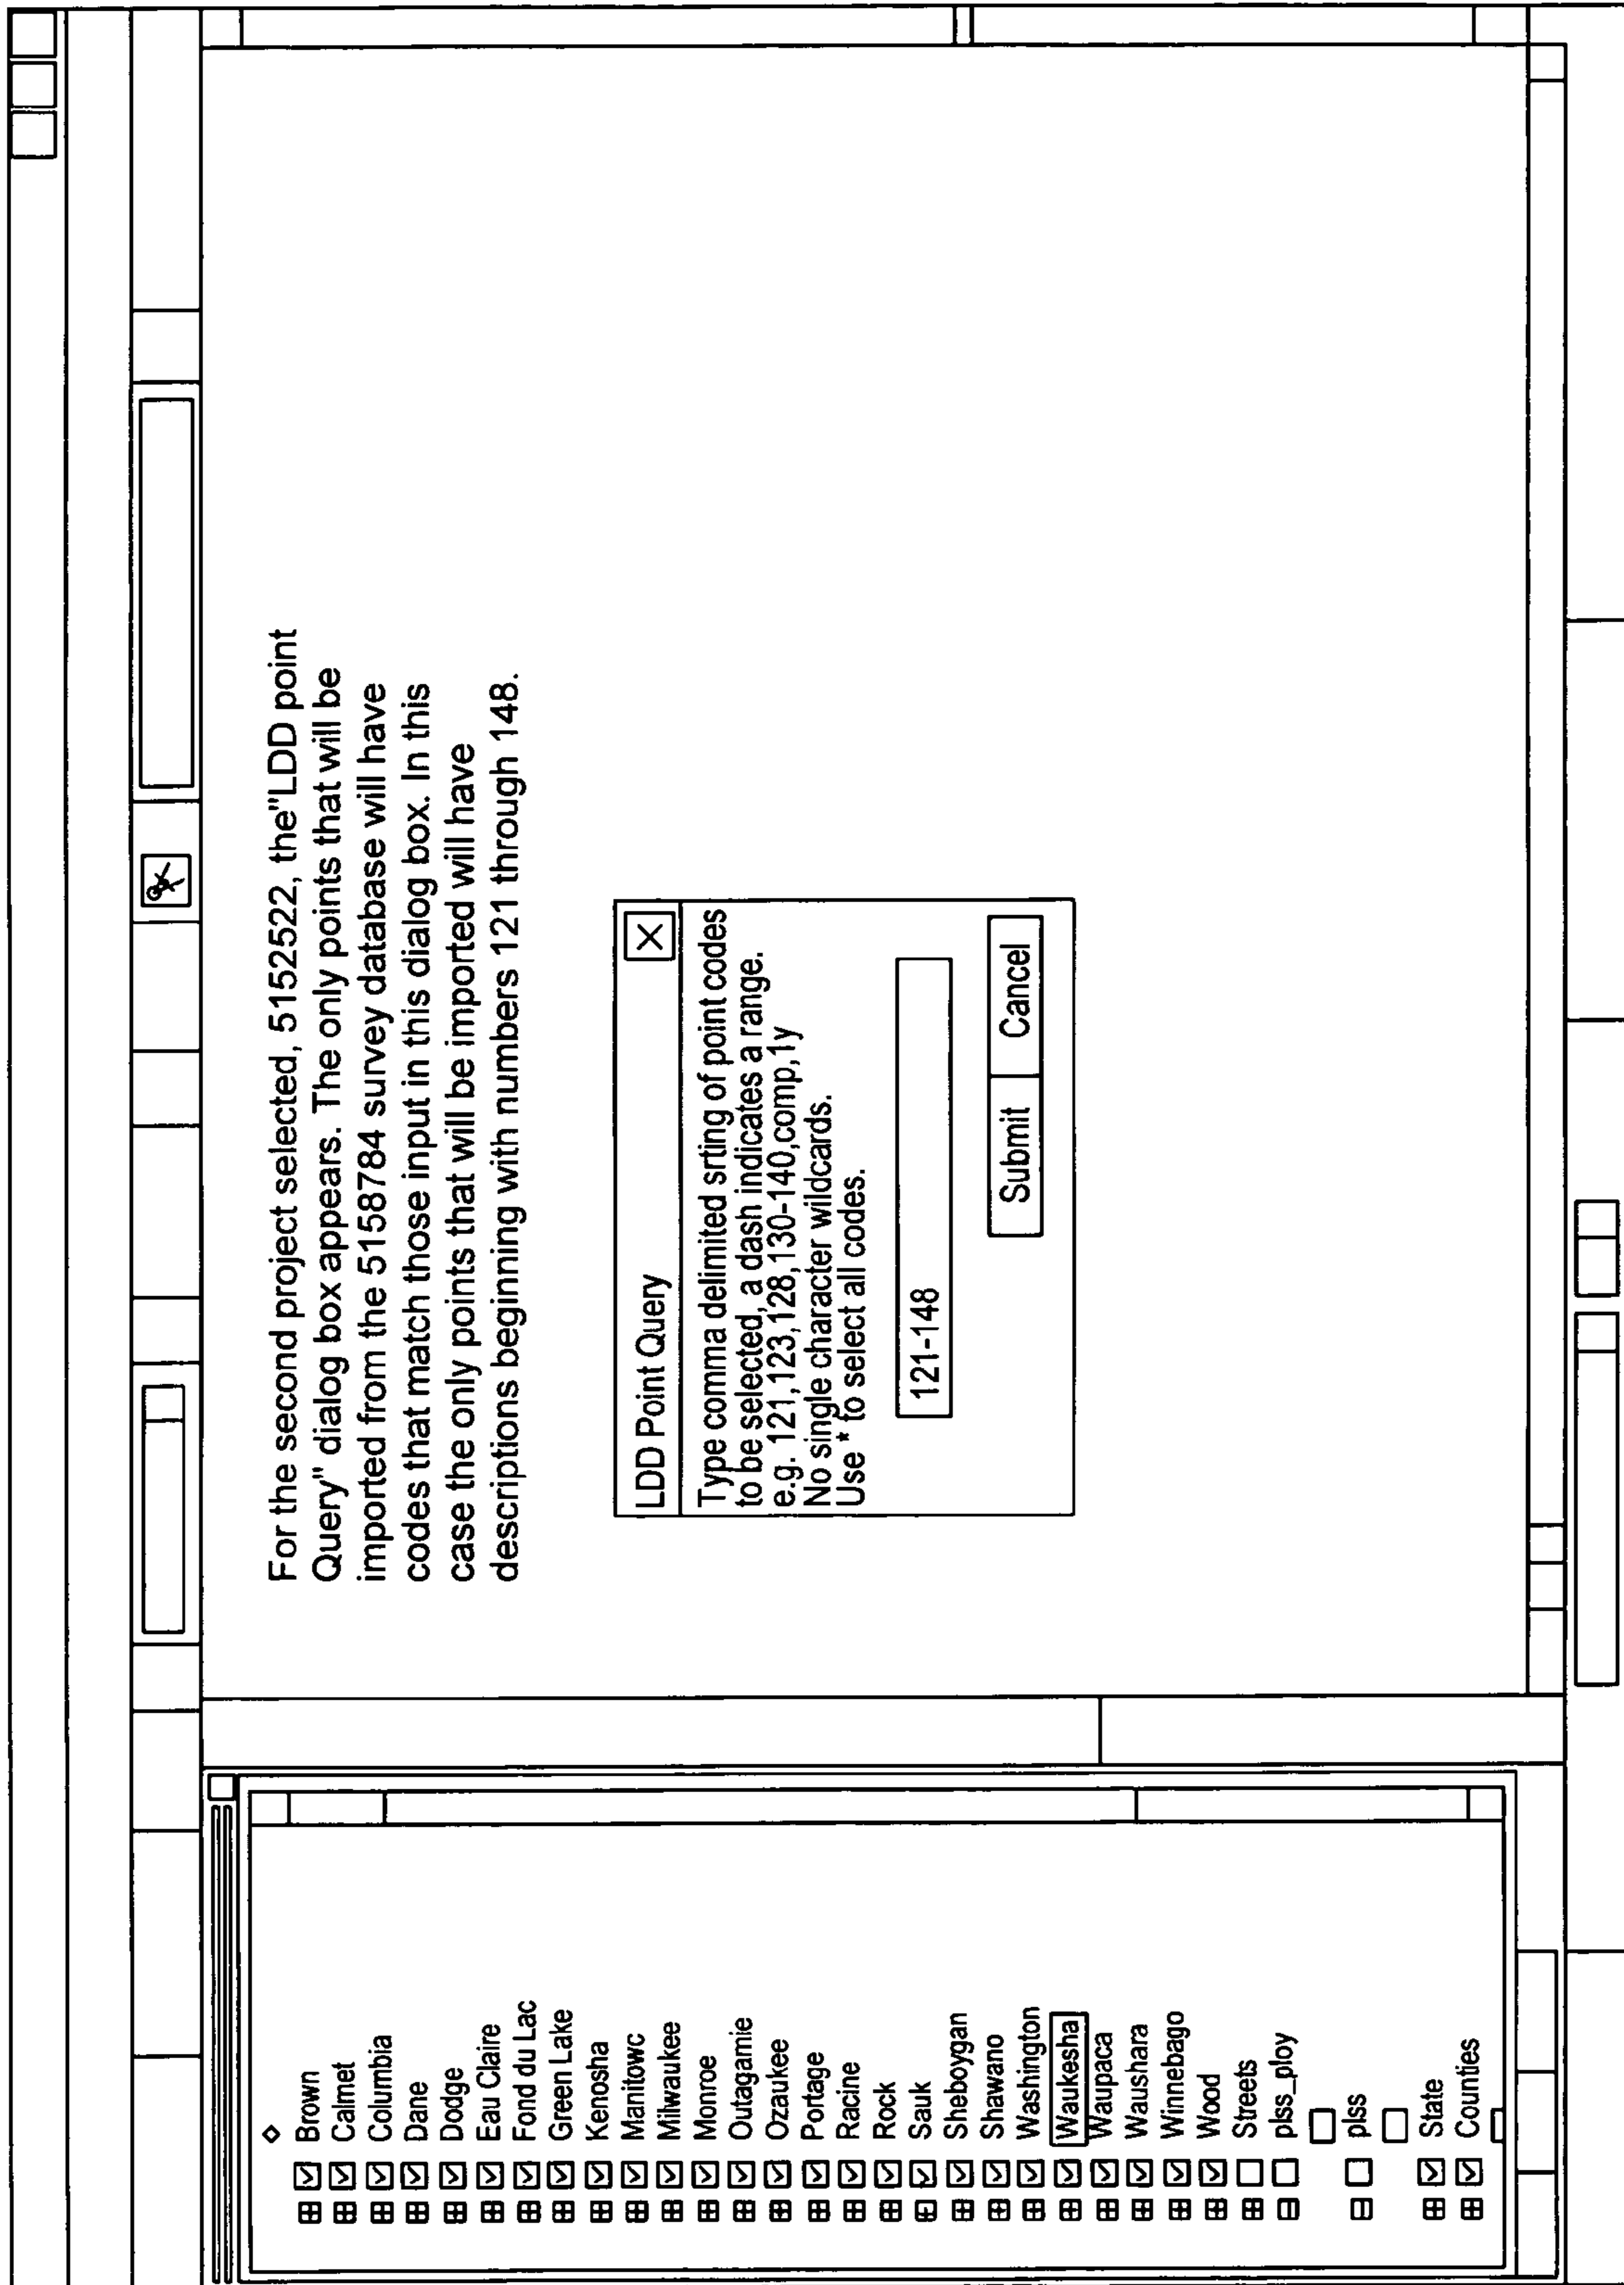 For the second project selected, 5152522, the"LDD point
Query" dialog box appears. The only points that will be
imported from the 5158784 survey database will have
codes that match those input in this dialog box. In this
case the only points that will be imported will have
descriptions beginning with numbers 121 through 148.
LDD Point Query
Type comma delimited srting of point codes
to be selected, a dash indicates a range.
e.g. 121,123,128,130-140,comp,1y
No single character wildcards.
Use * to select all codes.
121-148
Submit
Cancel
Brown
Calmet
Columbia
Dane
Dodge
Eau Claire
Fond du Lac
Green Lake
Kenosha
Manitowc
Milwaukee
Monroe
Outagamie
Ozaukee
Portage
Racine
Rock
Sauk
Sheboygan
Shawano
Washington
Waukesha
Waupaca
Waushara
Winnebago
Wood
Streets
plss_ploy
plss
State
Counties